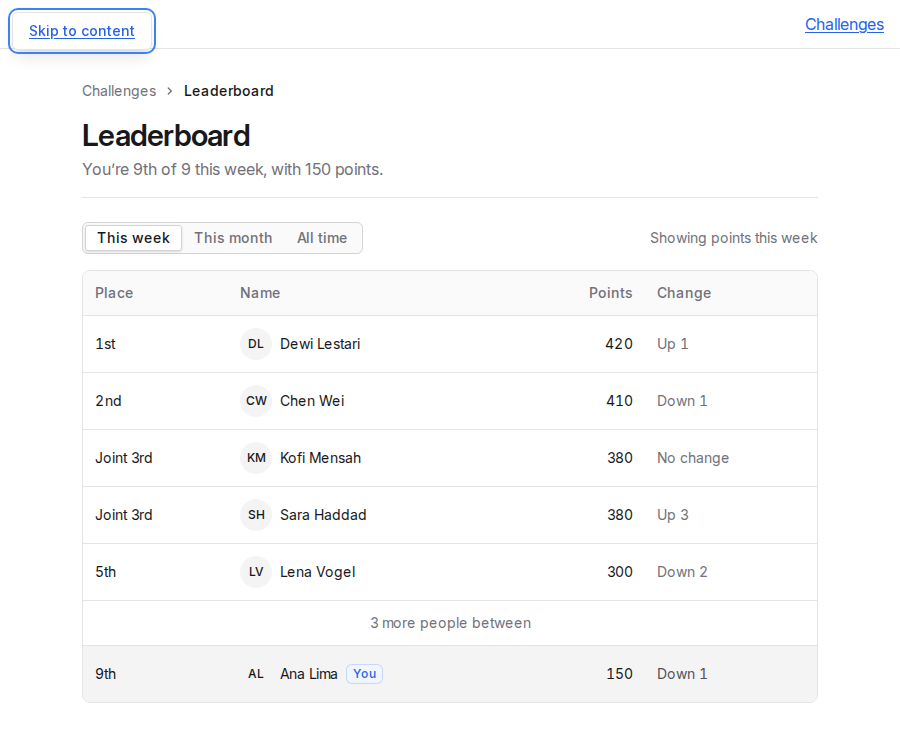 Skip to content
Challenges
Challenges > Leaderboard
Leaderboard
You’re 9th of 9 this week, with 150 points.
This week This month All time Showing points this week
Place Name Points Change
1st DL Dewi Lestari 420 Up 1
2nd CW Chen Wei 410 Down 1
Joint 3rd KM Kofi Mensah 380 No change
Joint 3rd SH Sara Haddad 380 Up 3
5th LV Lena Vogel 300 Down 2
3 more people between
9th AL Ana Lima You 150 Down 1